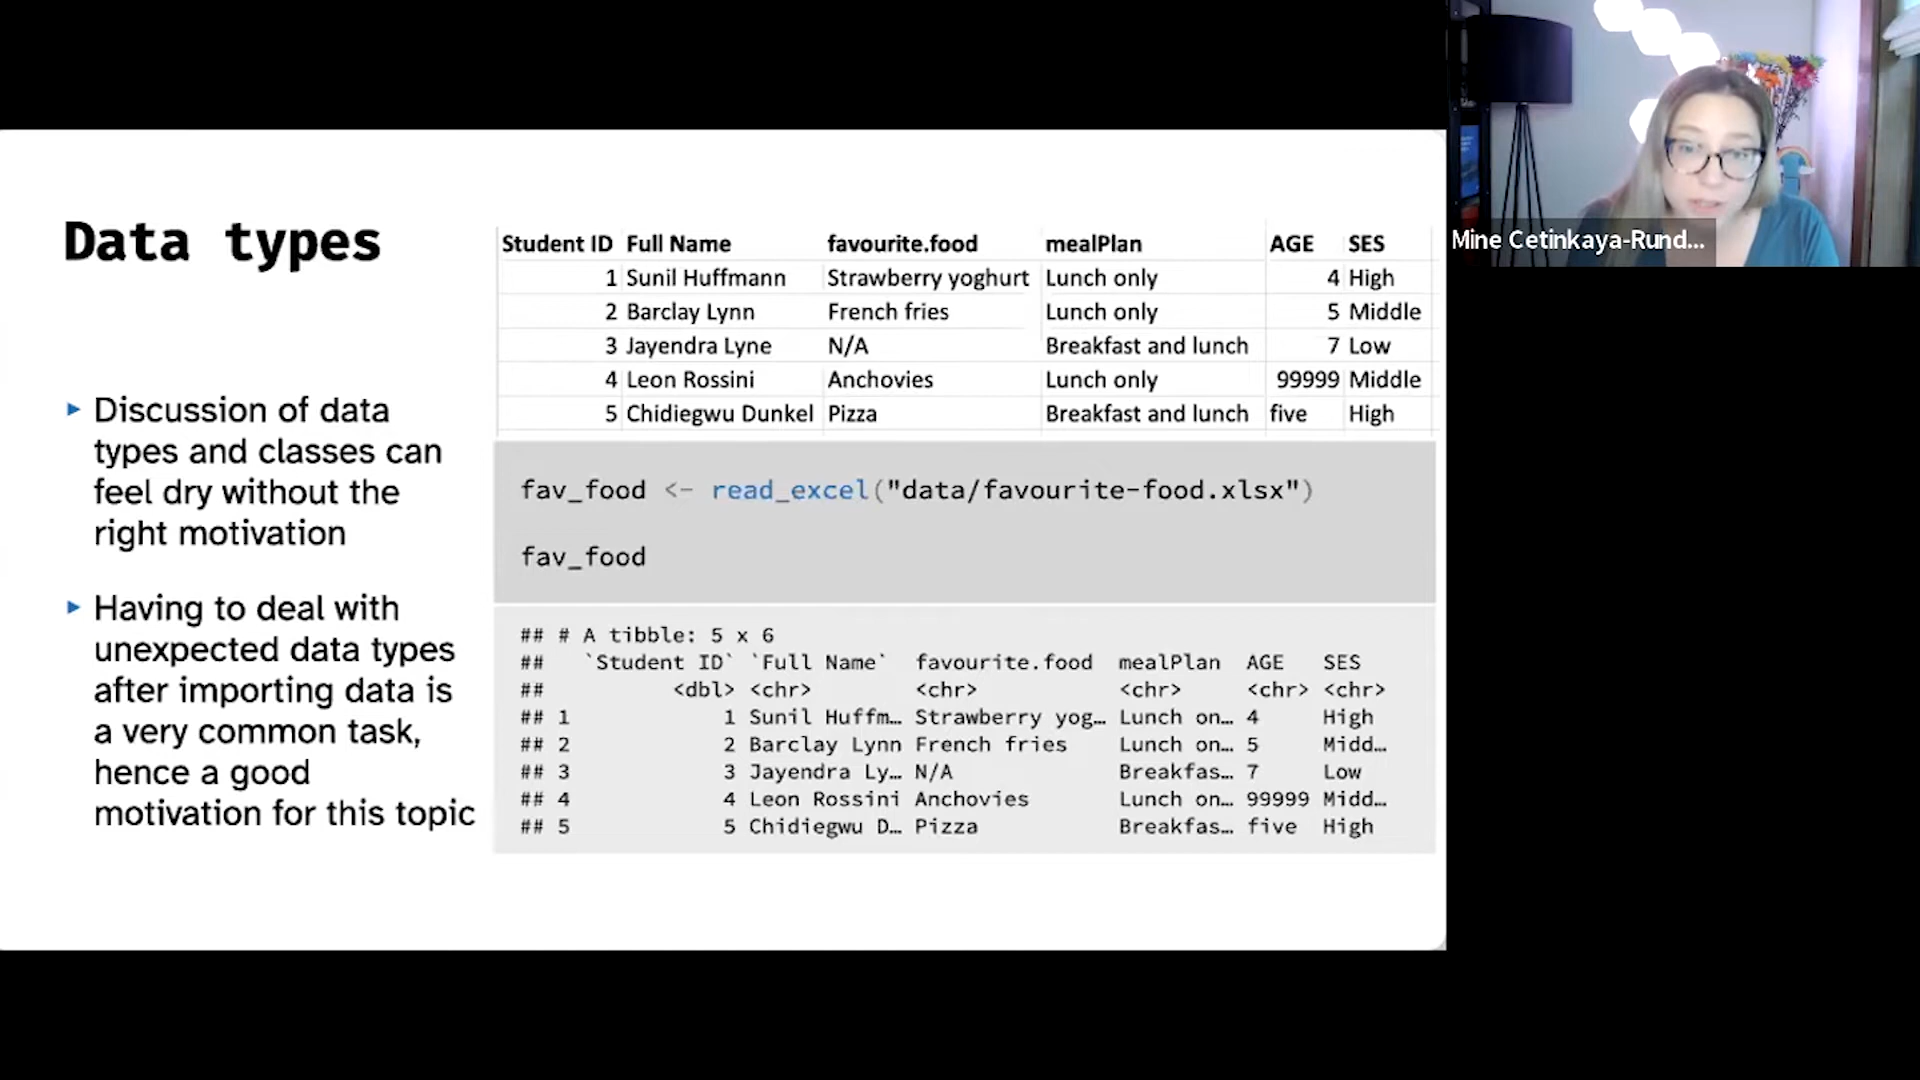 Data types
▸ Discussion of data
types and classes can
feel dry without the
right motivation
▸ Having to deal with
unexpected data types
after importing data is
a very common task,
hence a good
motivation for this topic
Student ID Full Name favourite.food mealPlan AGE SES
1 Sunil Huffmann Strawberry yoghurt Lunch only 4 High
2 Barclay Lynn French fries Lunch only 5 Middle
3 Jayendra Lyne N/A Breakfast and lunch 7 Low
4 Leon Rossini Anchovies Lunch only 99999 Middle
5 Chidiegwu Dunkel Pizza Breakfast and lunch five High
fav_food <- read_excel("data/favourite-food.xlsx")
fav_food
## # A tibble: 5 x 6
## `Student ID` `Full Name` favourite.food mealPlan AGE SES
## <dbl> <chr> <chr> <chr> <chr> <chr>
## 1 1 Sunil Huffm… Strawberry yog… Lunch on… 4 High
## 2 2 Barclay Lynn French fries Lunch on… 5 Midd…
## 3 3 Jayendra Ly… N/A Breakfas… 7 Low
## 4 4 Leon Rossini Anchovies Lunch on… 99999 Midd…
## 5 5 Chidiegwu D… Pizza Breakfas… five High
Mine Cetinkaya-Rund...